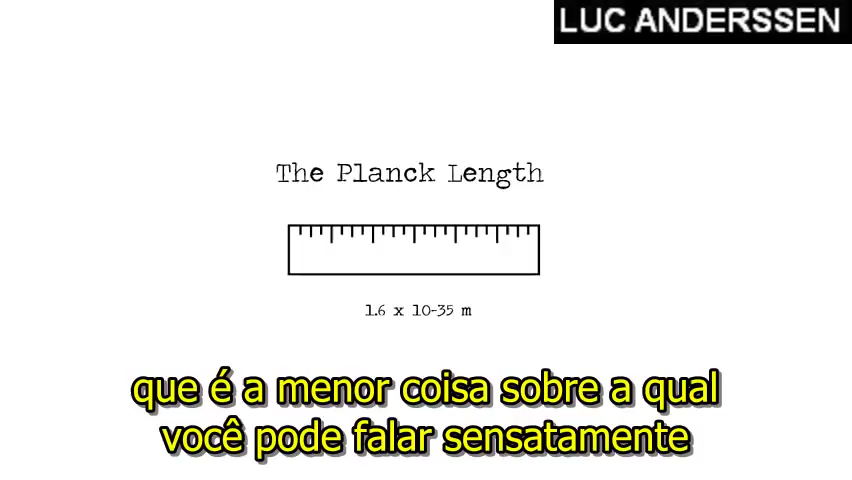 LUC ANDERSSEN
The Planck Length
1.6 x 10-35 m
que é a menor coisa sobre a qual
você pode falar sensatamente